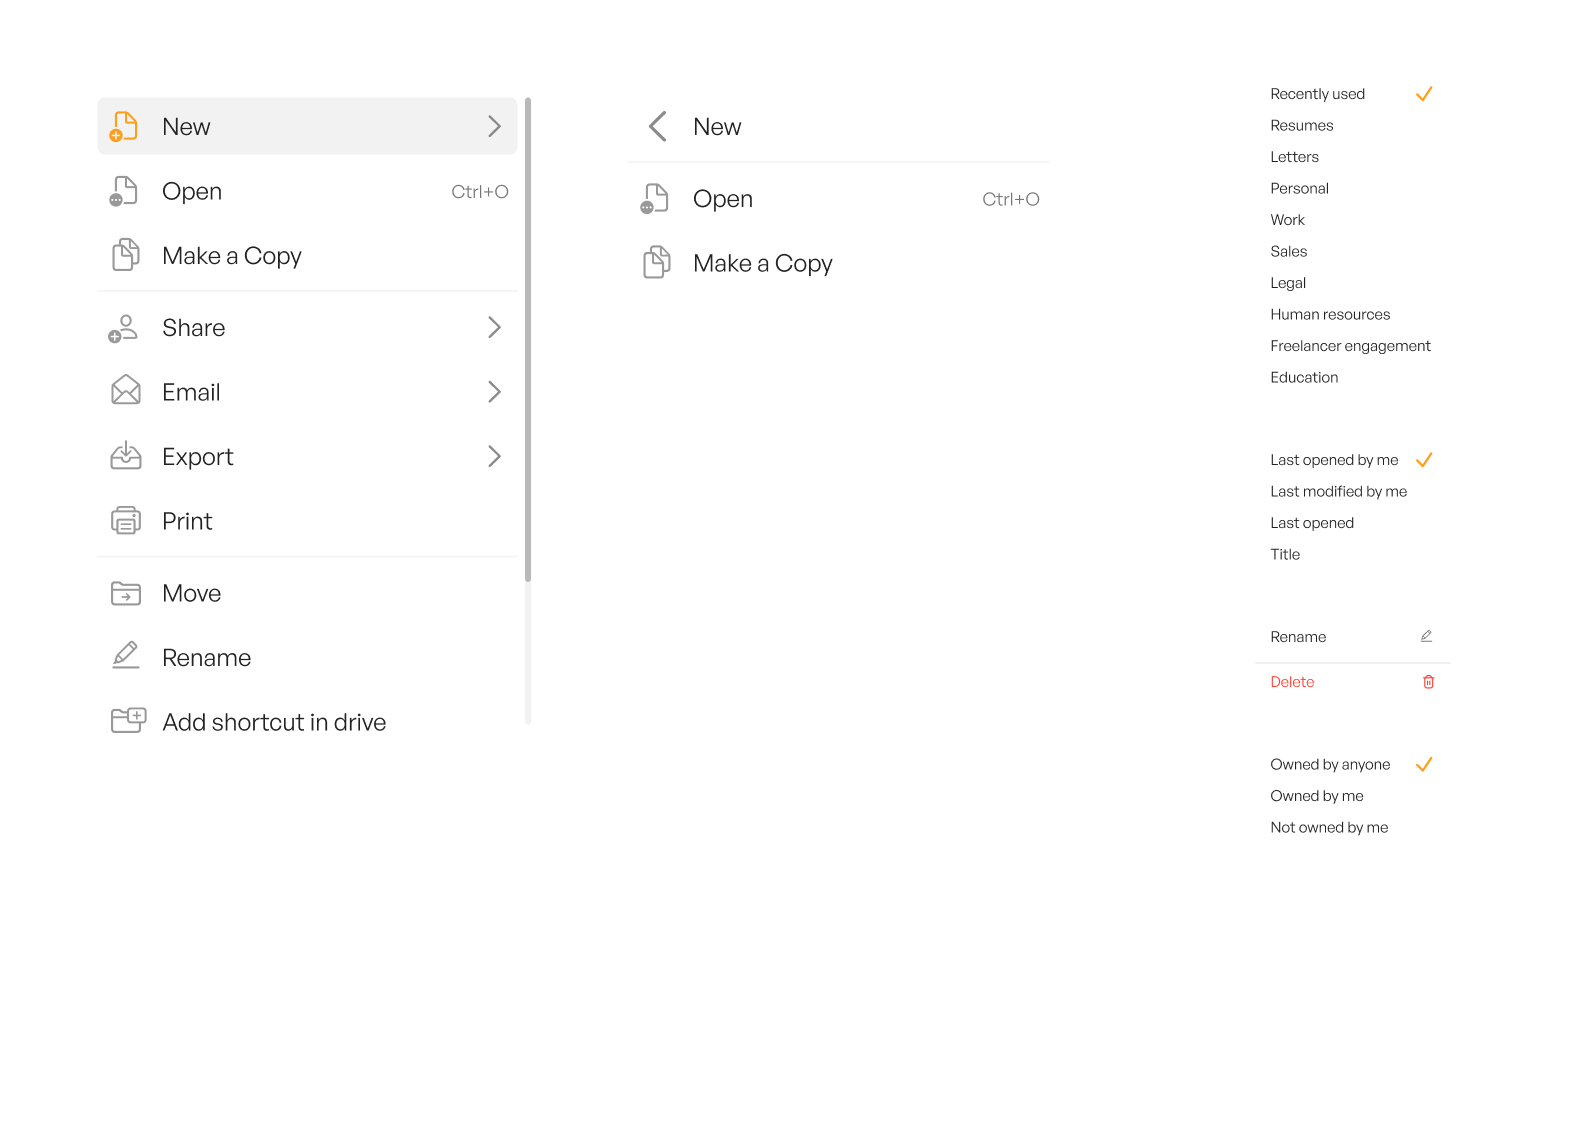 New
Open Ctrl+O
Make a Copy
Share
Email
Export
Print
Move
Rename
Add shortcut in drive
New
Open Ctrl+O
Make a Copy
Recently used
Resumes
Letters
Personal
Work
Sales
Legal
Human resources
Freelancer engagement
Education
Last opened by me
Last modified by me
Last opened
Title
Rename
Delete
Owned by anyone
Owned by me
Not owned by me